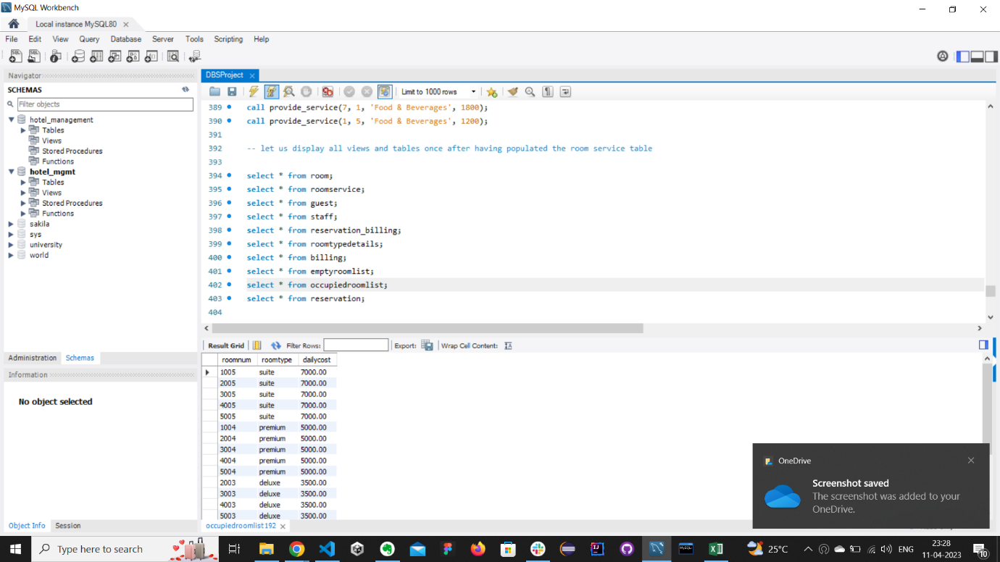 MySQL Workbench
Local instance MySQL80
File Edit View Query Database Server Tools Scripting Help
Navigator
SCHEMAS
Filter objects
hotel_management
Tables
Views
Stored Procedures
Functions
hotel_mgmt
Tables
Views
Stored Procedures
Functions
sakila
sys
university
world
Administration Schemas
Information
No object selected
Object Info Session
DBSProject
Limit to 1000 rows
389 call provide_service(7, 1, 'Food & Beverages', 1800);
390 call provide_service(1, 5, 'Food & Beverages', 1200);
391
392 -- let us display all views and tables once after having populated the room service table
393
394 select * from room;
395 select * from roomservice;
396 select * from guest;
397 select * from staff;
398 select * from reservation_billing;
399 select * from roomtypedetails;
400 select * from billing;
401 select * from emptyroomlist;
402 select * from occupiedroomlist;
403 select * from reservation;
404
Result Grid Filter Rows: Export: Wrap Cell Content:
roomnum roomtype dailycost
1005 suite 7000.00
2005 suite 7000.00
3005 suite 7000.00
4005 suite 7000.00
5005 suite 7000.00
1004 premium 5000.00
2004 premium 5000.00
3004 premium 5000.00
4004 premium 5000.00
5004 premium 5000.00
2003 deluxe 3500.00
3003 deluxe 3500.00
4003 deluxe 3500.00
5003 deluxe 3500.00
occupiedroomlist192
OneDrive
Screenshot saved
The screenshot was added to your
OneDrive.
Type here to search
25°C
ENG
23:28
11-04-2023
10